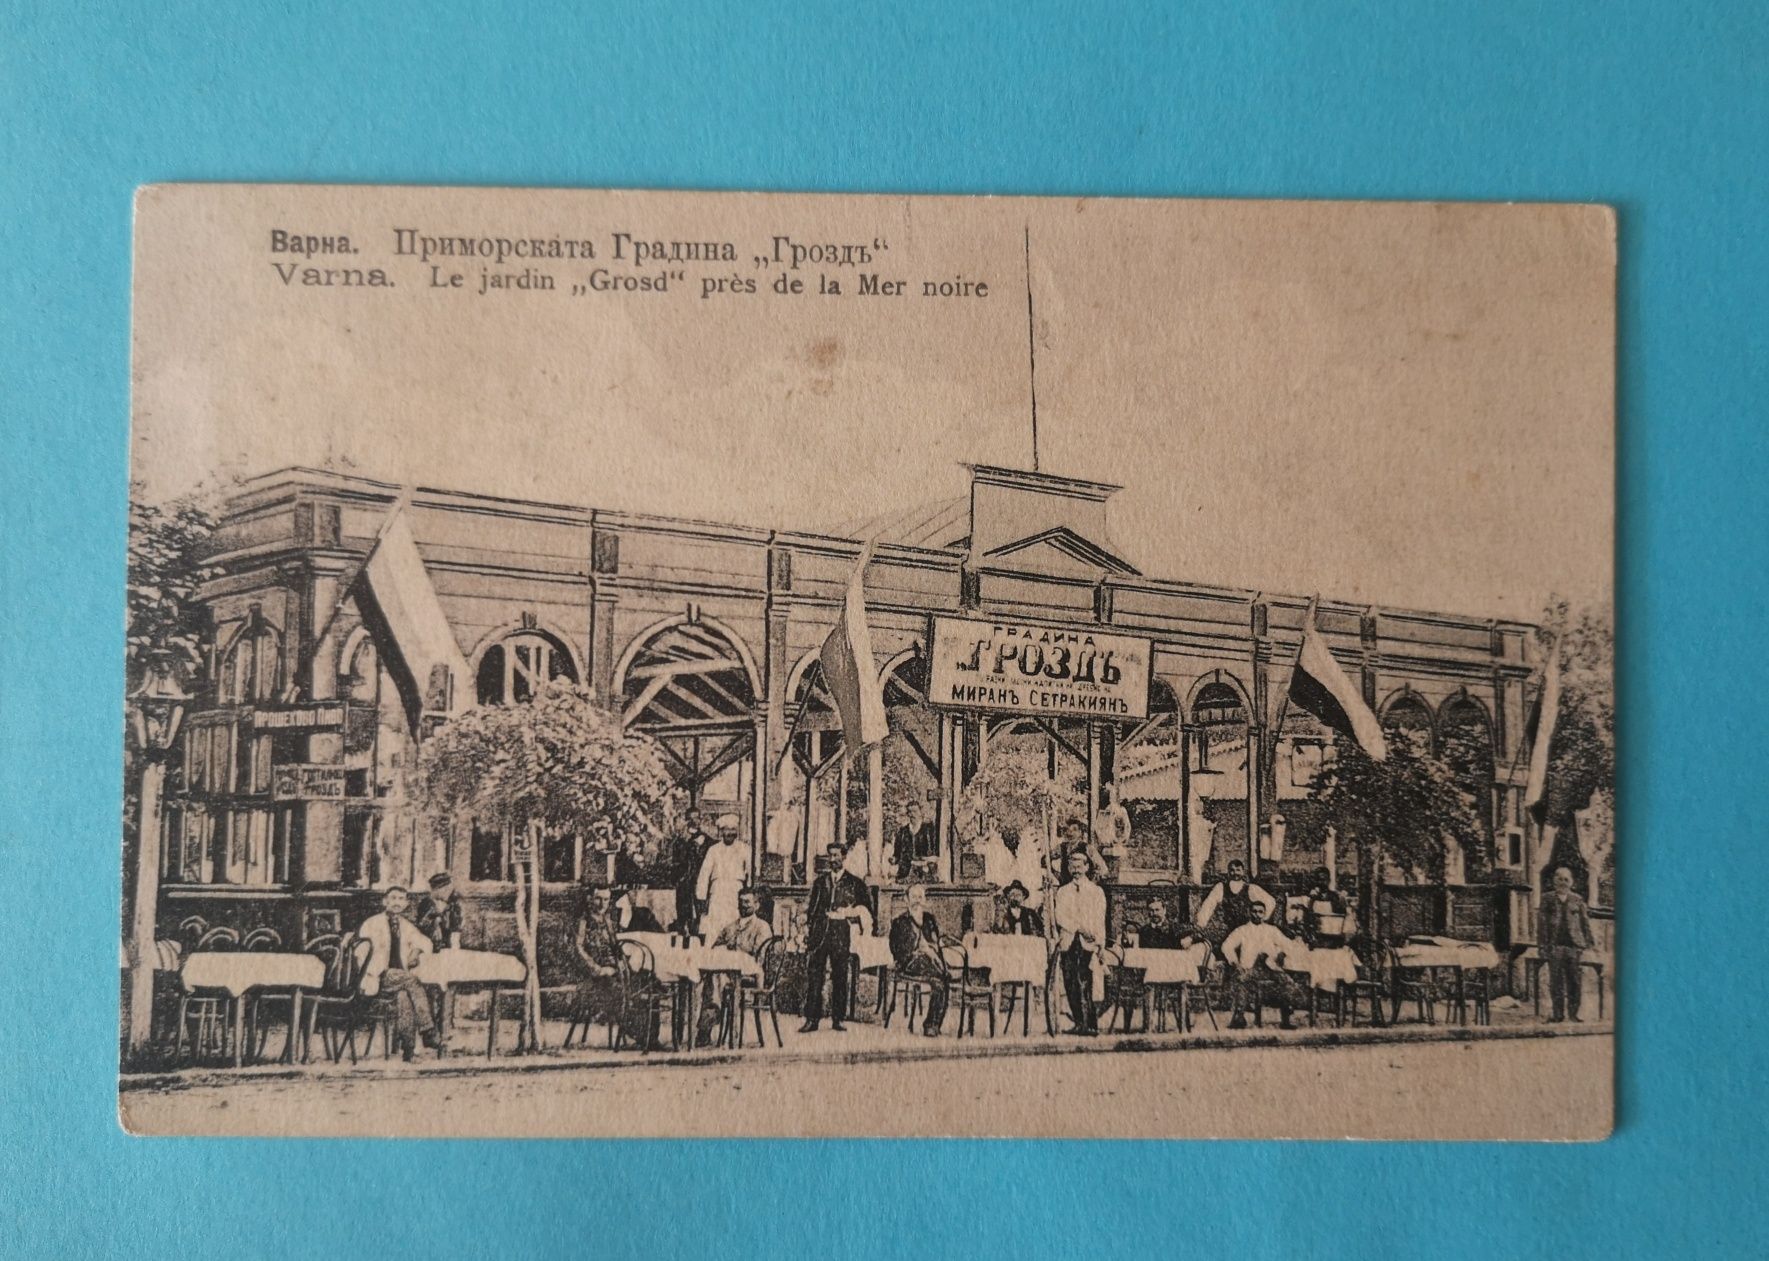 Варна. Приморската Градина „Гроздъ“
Varna. Le jardin „Grosd“ près de la Mer noire
ГРАДИНА
„ГРОЗДЪ“
МИРАНЪ СЕТРАКИЯНЪ
ПРОШЕКОВО ПИВО
ГОСТИЛНИЦА
ГРОЗДЪ